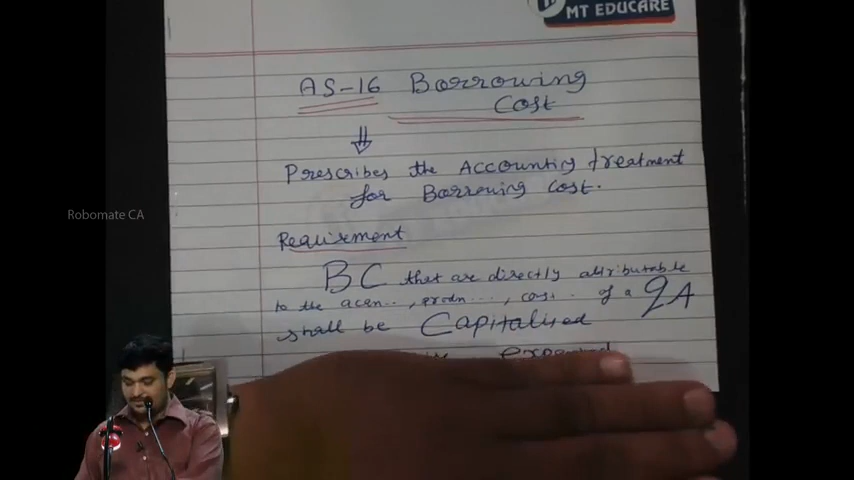 MT EDUCARE
AS-16 Borrowing
Cost
⇓
Prescribes the Accounting treatment
for Borrowing cost.
Requirement
BC that are directly attributable
to the acqn..., prodn...., cons.. of a QA
shall be Capitalised
expensed
Robomate CA